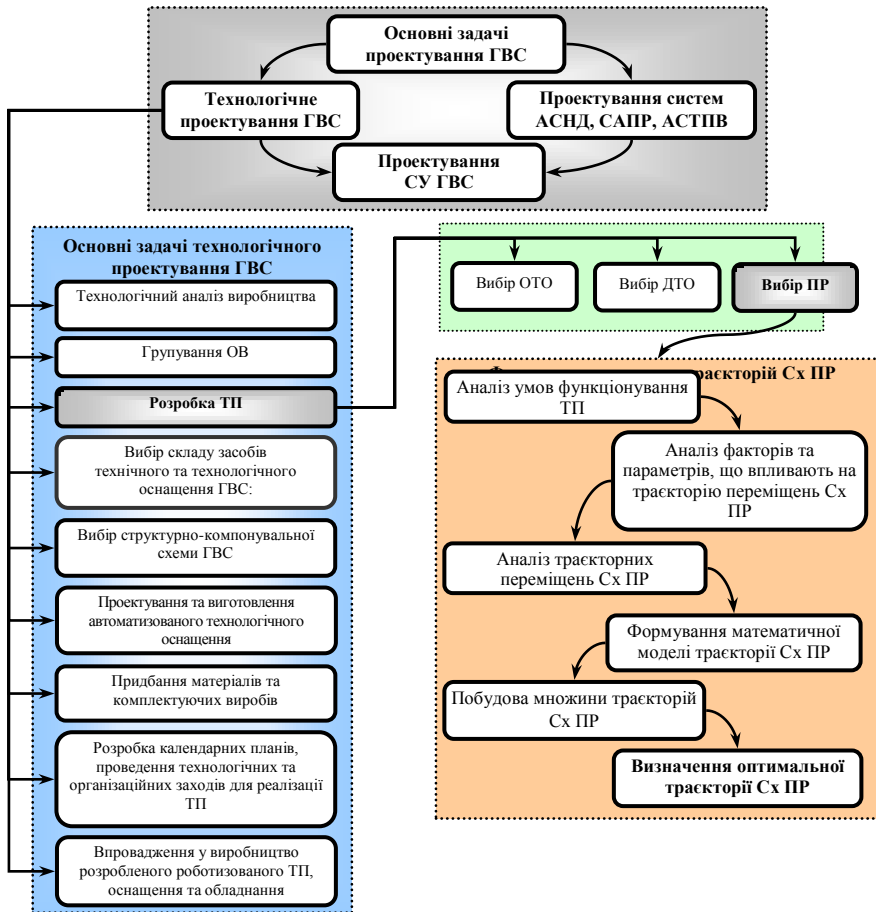 Основні задачі
проектування ГВС
Технологічне
проектування ГВС
Проектування систем
АСНД, САПР, АСТПВ
Проектування
СУ ГВС
Основні задачі технологічного
проектування ГВС
Технологічний аналіз виробництва
Групування ОВ
Розробка ТП
Вибір складу засобів
технічного та технологічного
оснащення ГВС:
Вибір структурно-компонувальної
схеми ГВС
Проектування та виготовлення
автоматизованого технологічного
оснащення
Придбання матеріалів та
комплектуючих виробів
Розробка календарних планів,
проведення технологічних та
організаційних заходів для реалізації
ТП
Впровадження у виробництво
розробленого роботизованого ТП,
оснащення та обладнання
Вибір ОТО
Вибір ДТО
Вибір ПР
Сх ПР
Аналіз умов функціонування
ТП
Аналіз факторів та
параметрів, що впливають на
траєкторію переміщень Сх
ПР
Аналіз траєкторних
переміщень Сх ПР
Формування математичної
моделі траєкторії Сх ПР
Побудова множини траєкторій
Сх ПР
Визначення оптимальної
траєкторії Сх ПР